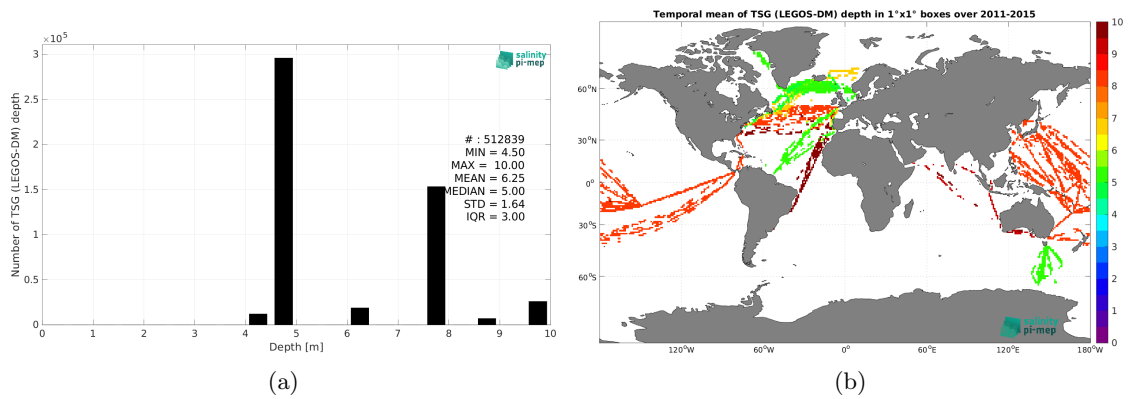 ×10⁵
3
2.5
2
1.5
1
0.5
0
Number of TSG (LEGOS-DM) depth
salinity
pi-mep
# : 512839
MIN = 4.50
MAX = 10.00
MEAN = 6.25
MEDIAN = 5.00
STD = 1.64
IQR = 3.00
0 1 2 3 4 5 6 7 8 9 10
Depth [m]
(a)
Temporal mean of TSG (LEGOS-DM) depth in 1°x1° boxes over 2011-2015
60°N
30°N
0°
30°S
60°S
120°W 60°W 0° 60°E 120°E 180°W
salinity
pi-mep
10
9
8
7
6
5
4
3
2
1
0
(b)